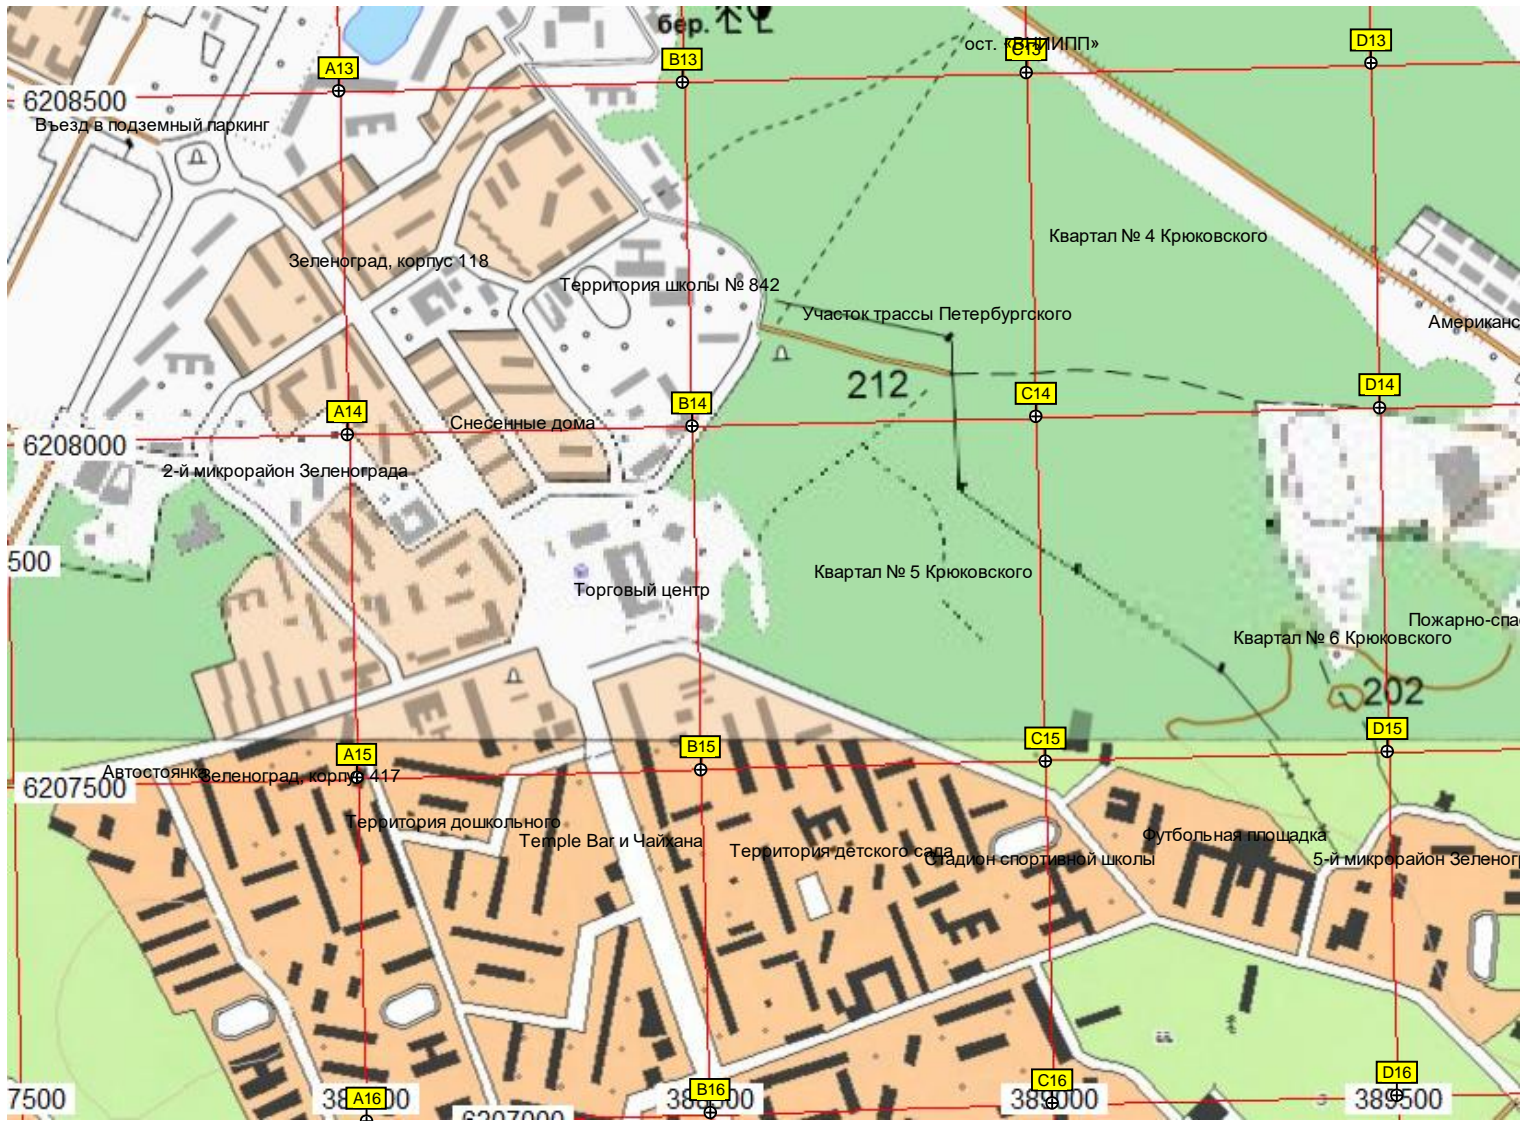 бер.
ост. «ВНИИПП»
D13
B13
C13
A13
6208500
Въезд в подземный паркинг
Квартал № 4 Крюковского
Зеленоград, корпус 118
Территория школы № 842
Участок трассы Петербургского
Американс
212
D14
C14
B14
A14
Снесенные дома
6208000
2-й микрорайон Зеленограда
500
Квартал № 5 Крюковского
Торговый центр
Пожарно-спа
Квартал № 6 Крюковского
202
D15
C15
B15
A15
Автостоянка
Зеленоград, корпус 417
6207500
Территория дошкольного
Temple Bar и Чайхана
Футбольная площадка
Территория детского сада
Стадион спортивной школы
5-й микрорайон Зеленогр
D16
C16
B16
A16
7500
389000
389500
6207000